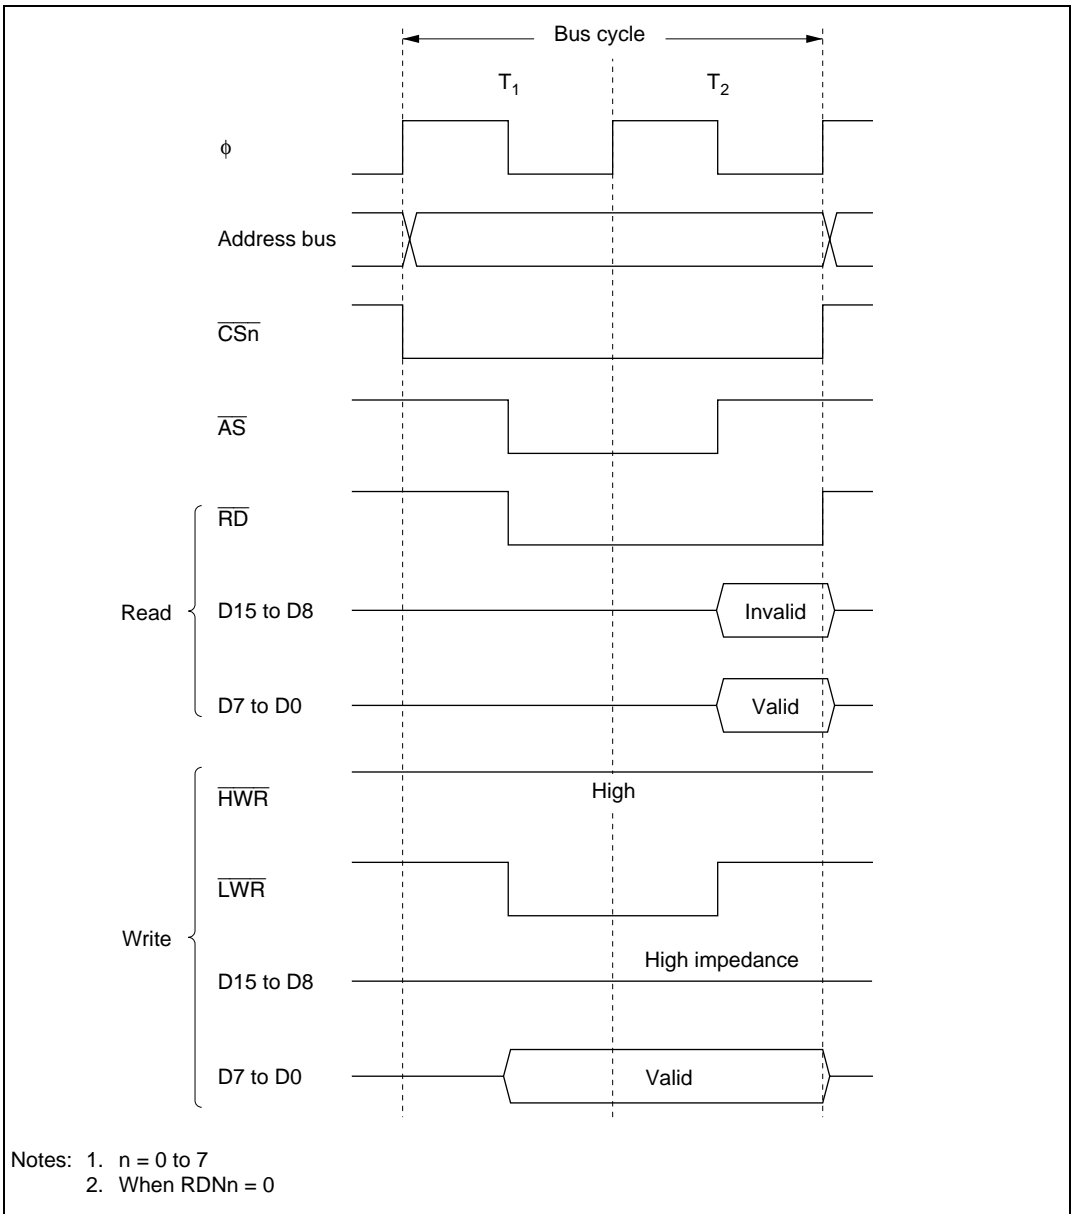 Bus cycle
T1 T2
ϕ
Address bus
CSn
AS
RD
Read D15 to D8 Invalid
D7 to D0 Valid
HWR High
LWR
Write
High impedance
D15 to D8
D7 to D0 Valid
Notes: 1. n = 0 to 7
2. When RDNn = 0